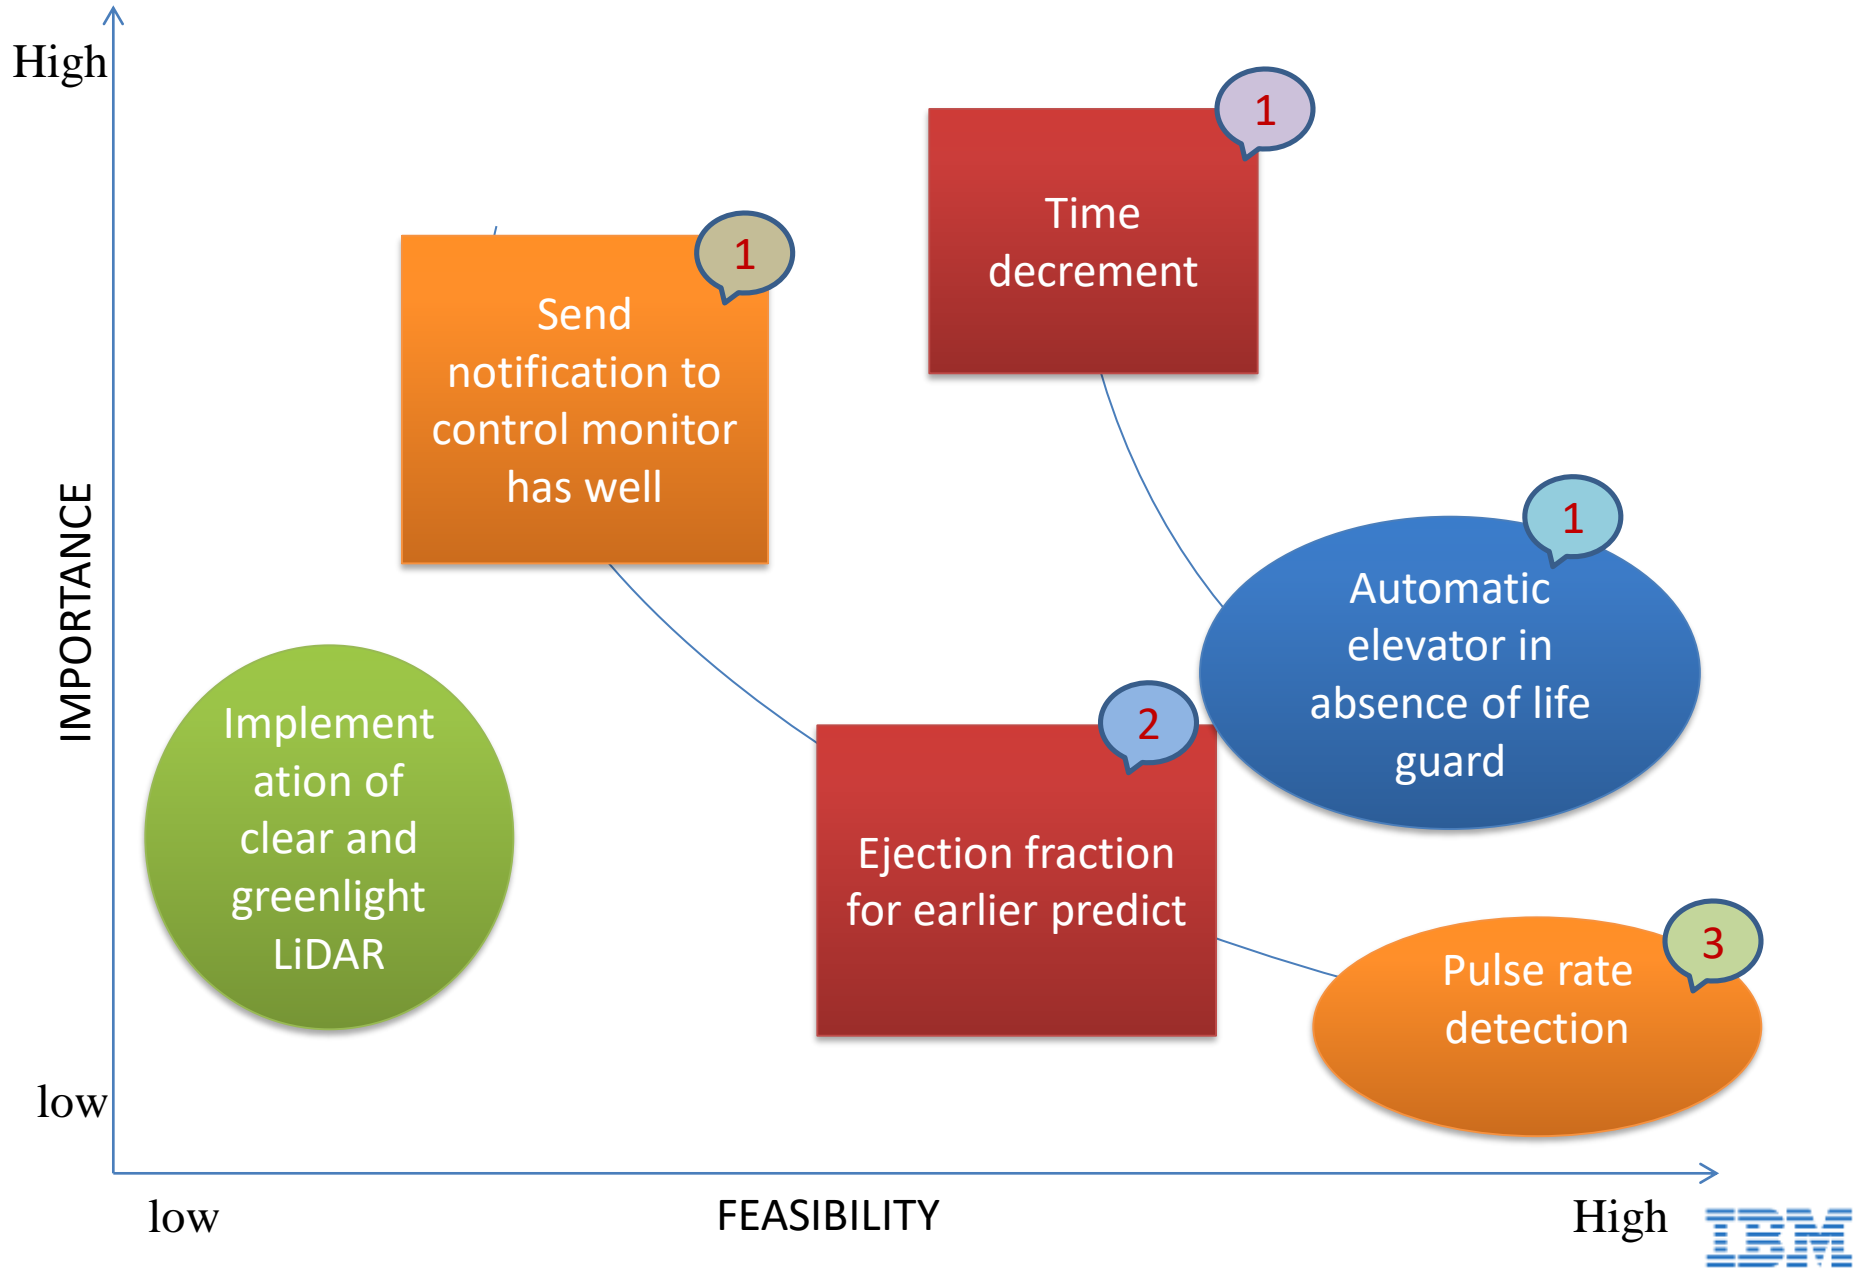 High
1
Time
decrement
1
Send
notification to
control monitor
has well
IMPORTANCE
1
Automatic
elevator in
absence of life
guard
Implement
ation of
clear and
greenlight
LiDAR
2
Ejection fraction
for earlier predict
3
Pulse rate
detection
low
low
FEASIBILITY
High
IBM